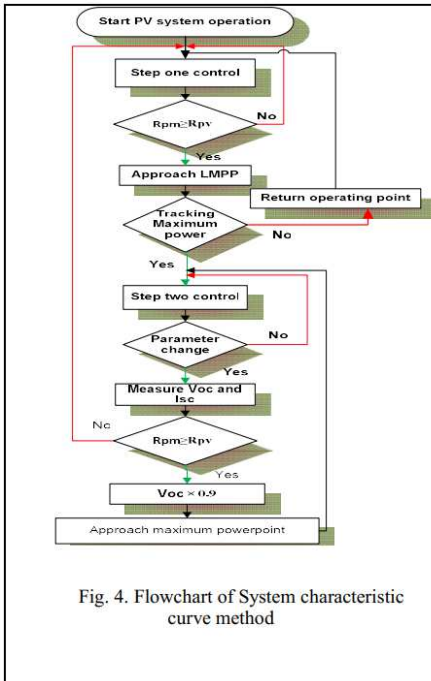 Start PV system operation
Step one control
No
Rpm≥Rpv
Yes
Approach LMPP
Return operating point
Tracking
Maximum
power
No
Yes
Step two control
No
Parameter
change
Yes
Measure Voc and
Isc
No
Rpm≥Rpv
Yes
Voc × 0.9
Approach maximum powerpoint
Fig. 4. Flowchart of System characteristic
curve method